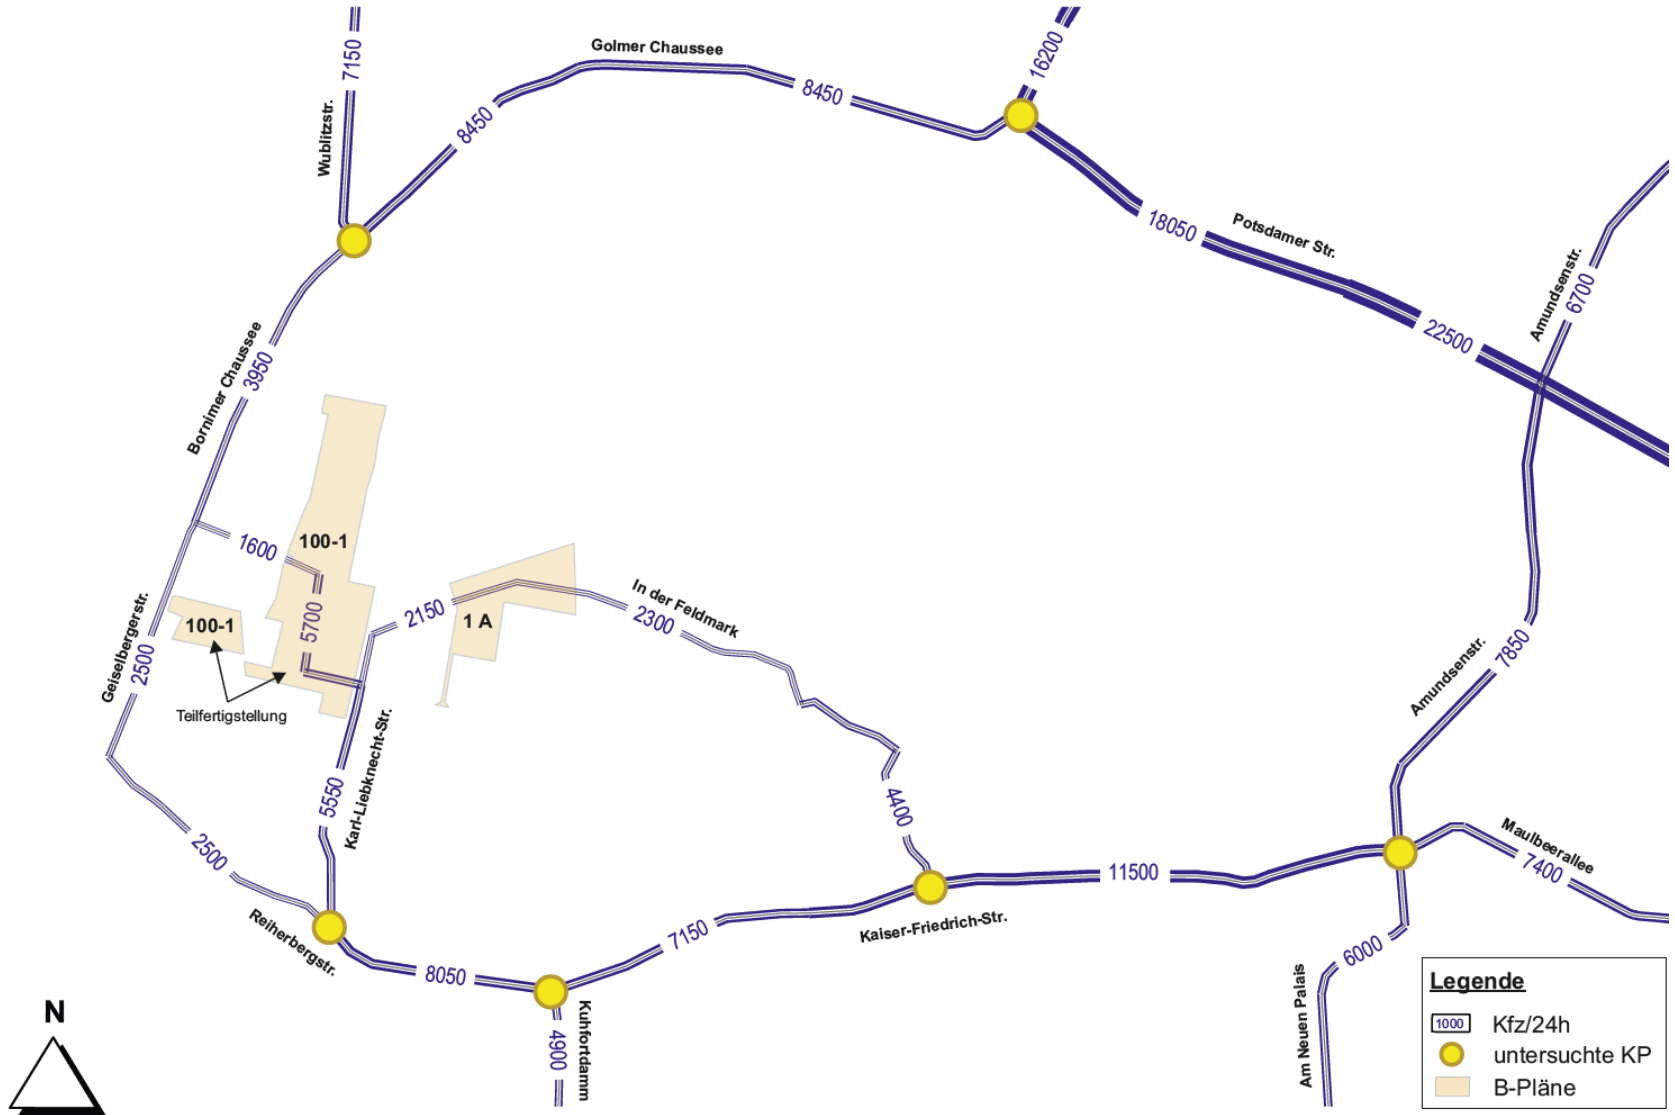 7150
Wublitzstr.
Golmer Chaussee
8450
8450
16200
18050
Potsdamer Str.
22500
Amundsenstr.
6700
Bornimer Chaussee
3950
1600
100-1
5700
100-1
Teilfertigstellung
Geiselbergerstr.
2500
2150
1 A
In der Feldmark
2300
4400
5550
Karl-Liebknecht-Str.
2500
Reiherbergstr.
8050
7150
Kuhfortdamm
4900
Kaiser-Friedrich-Str.
11500
Amundsenstr.
7850
Maulbeerallee
7400
6000
Am Neuen Palais
N
Legende
1000 Kfz/24h
untersuchte KP
B-Pläne